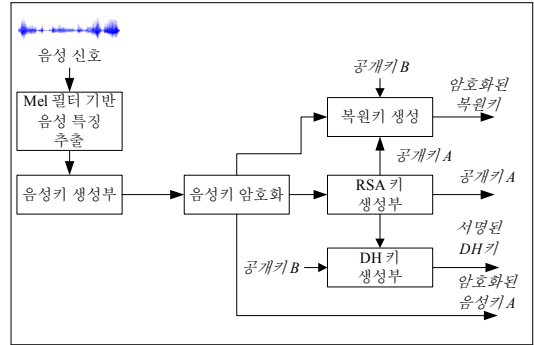 음성 신호
Mel 필터 기반
음성 특징
추출
음성키 생성부
음성키 암호화
공개키 B
복원키 생성
암호화된
복원키
공개키 A
RSA 키
생성부
공개키 A
공개키 B
DH 키
생성부
서명된
DH키
암호화된
음성키 A